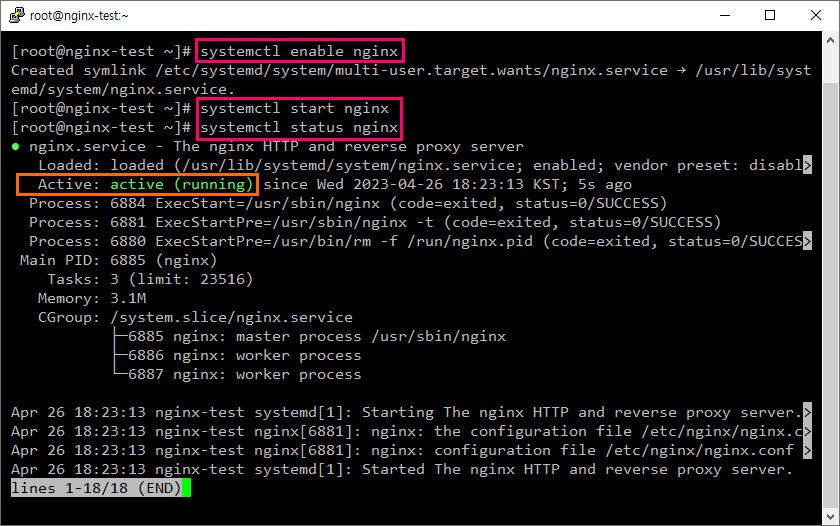 root@nginx-test:~
[root@nginx-test ~]# systemctl enable nginx
Created symlink /etc/systemd/system/multi-user.target.wants/nginx.service → /usr/lib/syst
emd/system/nginx.service.
[root@nginx-test ~]# systemctl start nginx
[root@nginx-test ~]# systemctl status nginx
● nginx.service - The nginx HTTP and reverse proxy server
   Loaded: loaded (/usr/lib/systemd/system/nginx.service; enabled; vendor preset: disabl>
   Active: active (running) since Wed 2023-04-26 18:23:13 KST; 5s ago
  Process: 6884 ExecStart=/usr/sbin/nginx (code=exited, status=0/SUCCESS)
  Process: 6881 ExecStartPre=/usr/sbin/nginx -t (code=exited, status=0/SUCCESS)
  Process: 6880 ExecStartPre=/usr/bin/rm -f /run/nginx.pid (code=exited, status=0/SUCCES>
 Main PID: 6885 (nginx)
    Tasks: 3 (limit: 23516)
   Memory: 3.1M
   CGroup: /system.slice/nginx.service
           ├─6885 nginx: master process /usr/sbin/nginx
           ├─6886 nginx: worker process
           └─6887 nginx: worker process
Apr 26 18:23:13 nginx-test systemd[1]: Starting The nginx HTTP and reverse proxy server.>
Apr 26 18:23:13 nginx-test nginx[6881]: nginx: the configuration file /etc/nginx/nginx.c>
Apr 26 18:23:13 nginx-test nginx[6881]: nginx: configuration file /etc/nginx/nginx.conf >
Apr 26 18:23:13 nginx-test systemd[1]: Started The nginx HTTP and reverse proxy server.
lines 1-18/18 (END)